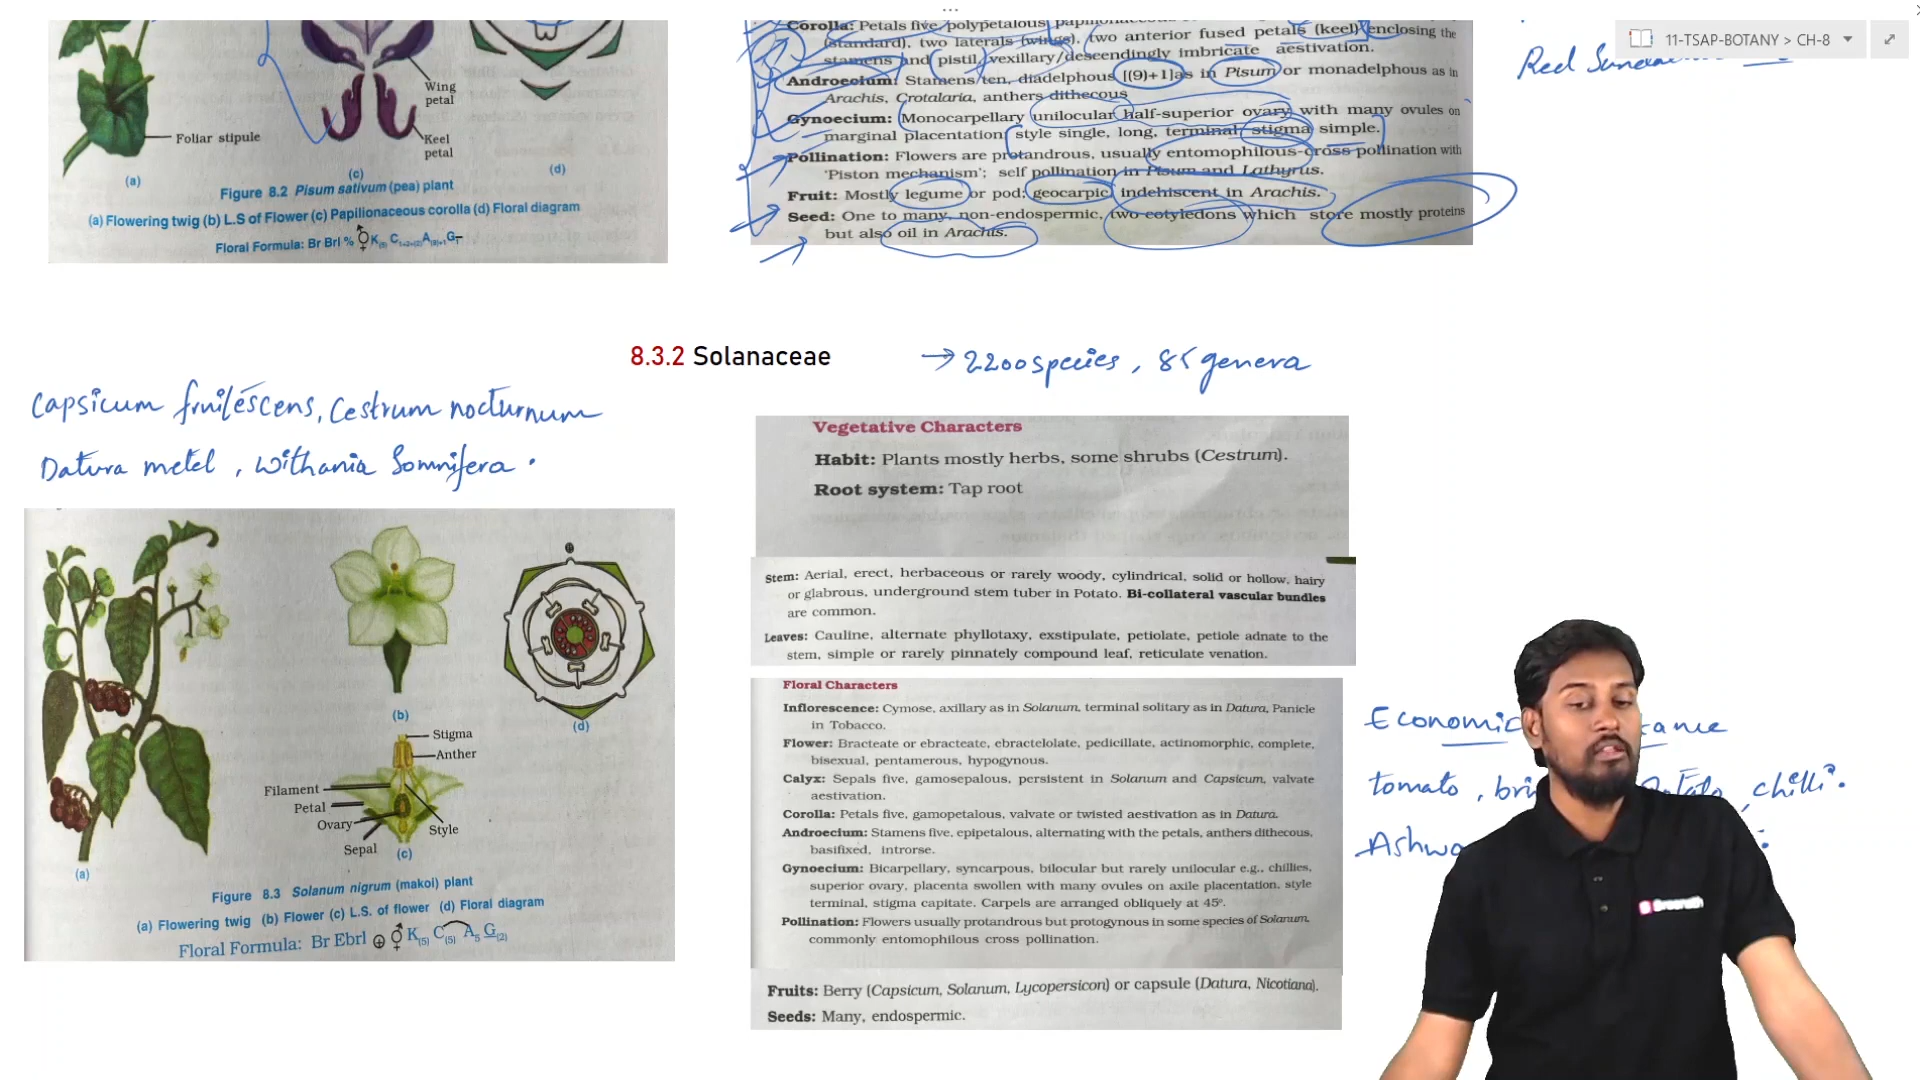 ...
Corolla: Petals five, polypetalous,
(standard), two laterals (wings), two anterior fused petals (keel) enclosing the
stamens and pistil, vexillary/descendingly imbricate aestivation.
Androecium: Stamens ten, diadelphous [(9)+1]as in Pisum or monadelphous as in
Arachis, Crotalaria, anthers dithecous
Gynoecium: Monocarpellary unilocular half-superior ovary with many ovules on
marginal placentation, style single, long, terminal stigma simple.
Pollination: Flowers are protandrous, usually entomophilous-cross pollination with
'Piston mechanism'; self pollination in Pisum and Lathyrus.
Fruit: Mostly legume or pod; geocarpic indehiscent in Arachis.
Seed: One to many, non-endospermic, two cotyledons which store mostly proteins
but also oil in Arachis.
11-TSAP-BOTANY > CH-8
Red
Wing
petal
Keel
petal
Foliar stipule
(a)
(c)
(d)
Figure 8.2 Pisum sativum (pea) plant
(a) Flowering twig (b) L.S of Flower (c) Papilionaceous corolla (d) Floral diagram
Floral Formula: Br Brl %
8.3.2 Solanaceae
→ 2200 species, 85 genera
Capsicum frutescens, Cestrum nocturnum
Datura metel, Withania Somnifera.
Vegetative Characters
Habit: Plants mostly herbs, some shrubs (Cestrum).
Root system: Tap root
Stem: Aerial, erect, herbaceous or rarely woody, cylindrical, solid or hollow, hairy
or glabrous, underground stem tuber in Potato. Bi-collateral vascular bundles
are common.
Leaves: Cauline, alternate phyllotaxy, exstipulate, petiolate, petiole adnate to the
stem, simple or rarely pinnately compound leaf, reticulate venation.
Floral Characters
Inflorescence: Cymose, axillary as in Solanum, terminal solitary as in Datura, Panicle
in Tobacco.
Flower: Bracteate or ebracteate, ebractelolate, pedicillate, actinomorphic, complete,
bisexual, pentamerous, hypogynous.
Calyx: Sepals five, gamosepalous, persistent in Solanum and Capsicum, valvate
aestivation.
Corolla: Petals five, gamopetalous, valvate or twisted aestivation as in Datura.
Androecium: Stamens five, epipetalous, alternating with the petals, anthers dithecous,
basifixed, introrse.
Gynoecium: Bicarpellary, syncarpous, bilocular but rarely unilocular e.g., chillies,
superior ovary, placenta swollen with many ovules on axile placentation, style
terminal, stigma capitate. Carpels are arranged obliquely at 45°.
Pollination: Flowers usually protandrous but protogynous in some species of Solanum,
commonly entomophilous cross pollination.
Fruits: Berry (Capsicum, Solanum, Lycopersicon) or capsule (Datura, Nicotiana).
Seeds: Many, endospermic.
(b)
(d)
Stigma
Anther
Filament
Petal
Ovary
Style
Sepal
(a)
(c)
Figure 8.3 Solanum nigrum (makoi) plant
(a) Flowering twig (b) Flower (c) L.S. of flower (d) Floral diagram
Floral Formula: Br Ebrl ⊕ ⚥ K(5) C(5) A5 G(2)
Economic
tomato, chilli.